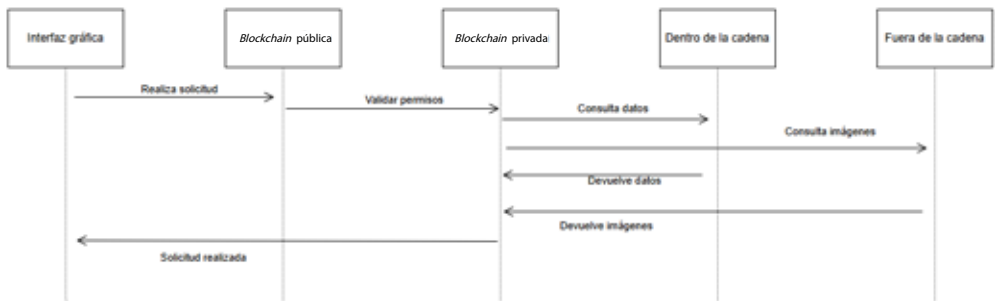 Interfaz gráfica
Blockchain pública
Blockchain privada
Dentro de la cadena
Fuera de la cadena
Realiza solicitud
Validar permisos
Consulta datos
Consulta imágenes
Devuelve datos
Devuelve imágenes
Solicitud realizada